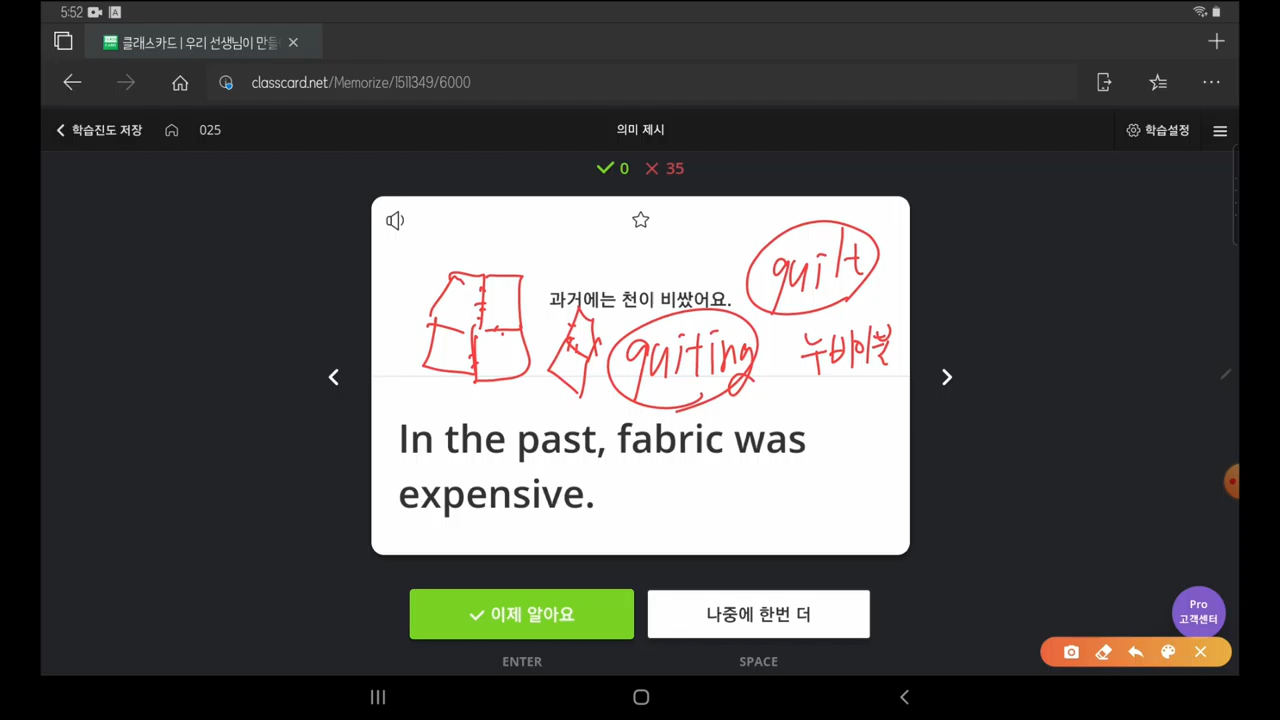 5:52
클래스카드 | 우리 선생님이 만들
classcard.net/Memorize/1511349/6000
학습진도 저장
025
의미 제시
학습설정
0
35
quilt
과거에는 천이 비쌌어요.
quiting
누비이불
In the past, fabric was
expensive.
이제 알아요
나중에 한번 더
ENTER
SPACE
Pro
고객센터